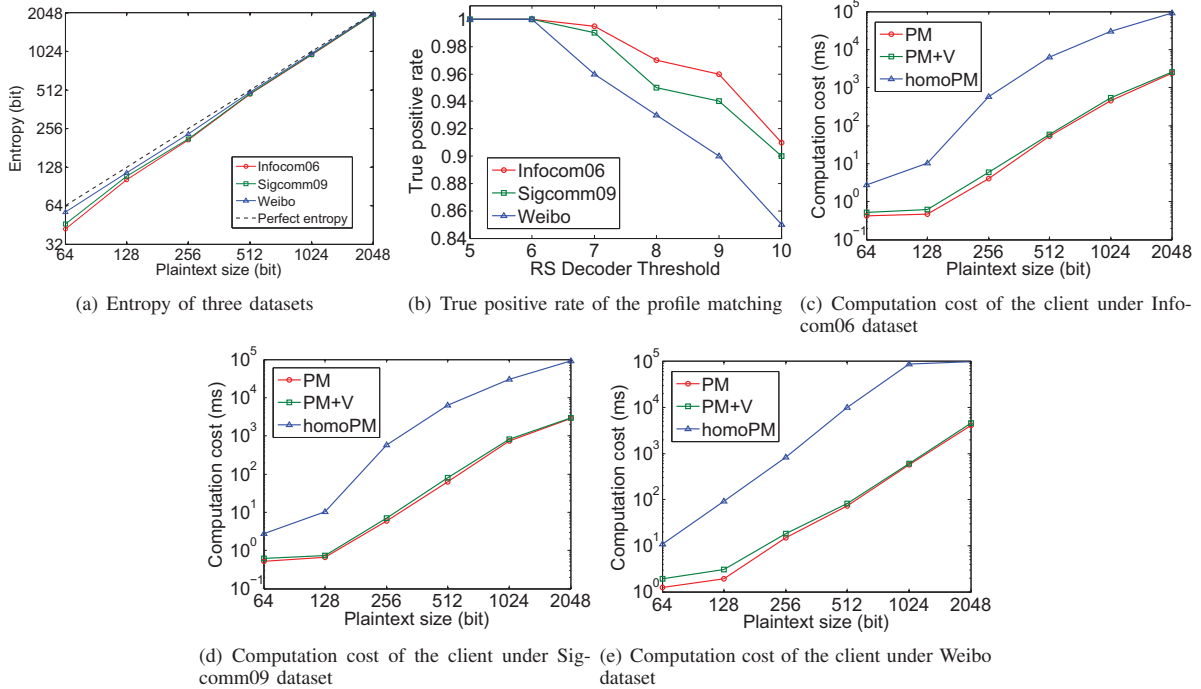 2048
1024
512
256
128
64
32
Entropy (bit)
Infocom06
Sigcomm09
Weibo
Perfect entropy
64 128 256 512 1024 2048
Plaintext size (bit)
(a) Entropy of three datasets
1
0.98
0.96
0.94
0.92
0.9
0.88
0.86
0.84
True positive rate
Infocom06
Sigcomm09
Weibo
5 6 7 8 9 10
RS Decoder Threshold
(b) True positive rate of the profile matching
10^5
10^4
10^3
10^2
10^1
10^0
10^−1
Computation cost (ms)
PM
PM+V
homoPM
64 128 256 512 1024 2048
Plaintext size (bit)
(c) Computation cost of the client under Info-
com06 dataset
10^5
10^4
10^3
10^2
10^1
10^0
10^−1
Computation cost (ms)
PM
PM+V
homoPM
64 128 256 512 1024 2048
Plaintext size (bit)
(d) Computation cost of the client under Sig-
comm09 dataset
10^5
10^4
10^3
10^2
10^1
10^0
Computation cost (ms)
PM
PM+V
homoPM
64 128 256 512 1024 2048
Plaintext size (bit)
(e) Computation cost of the client under Weibo
dataset